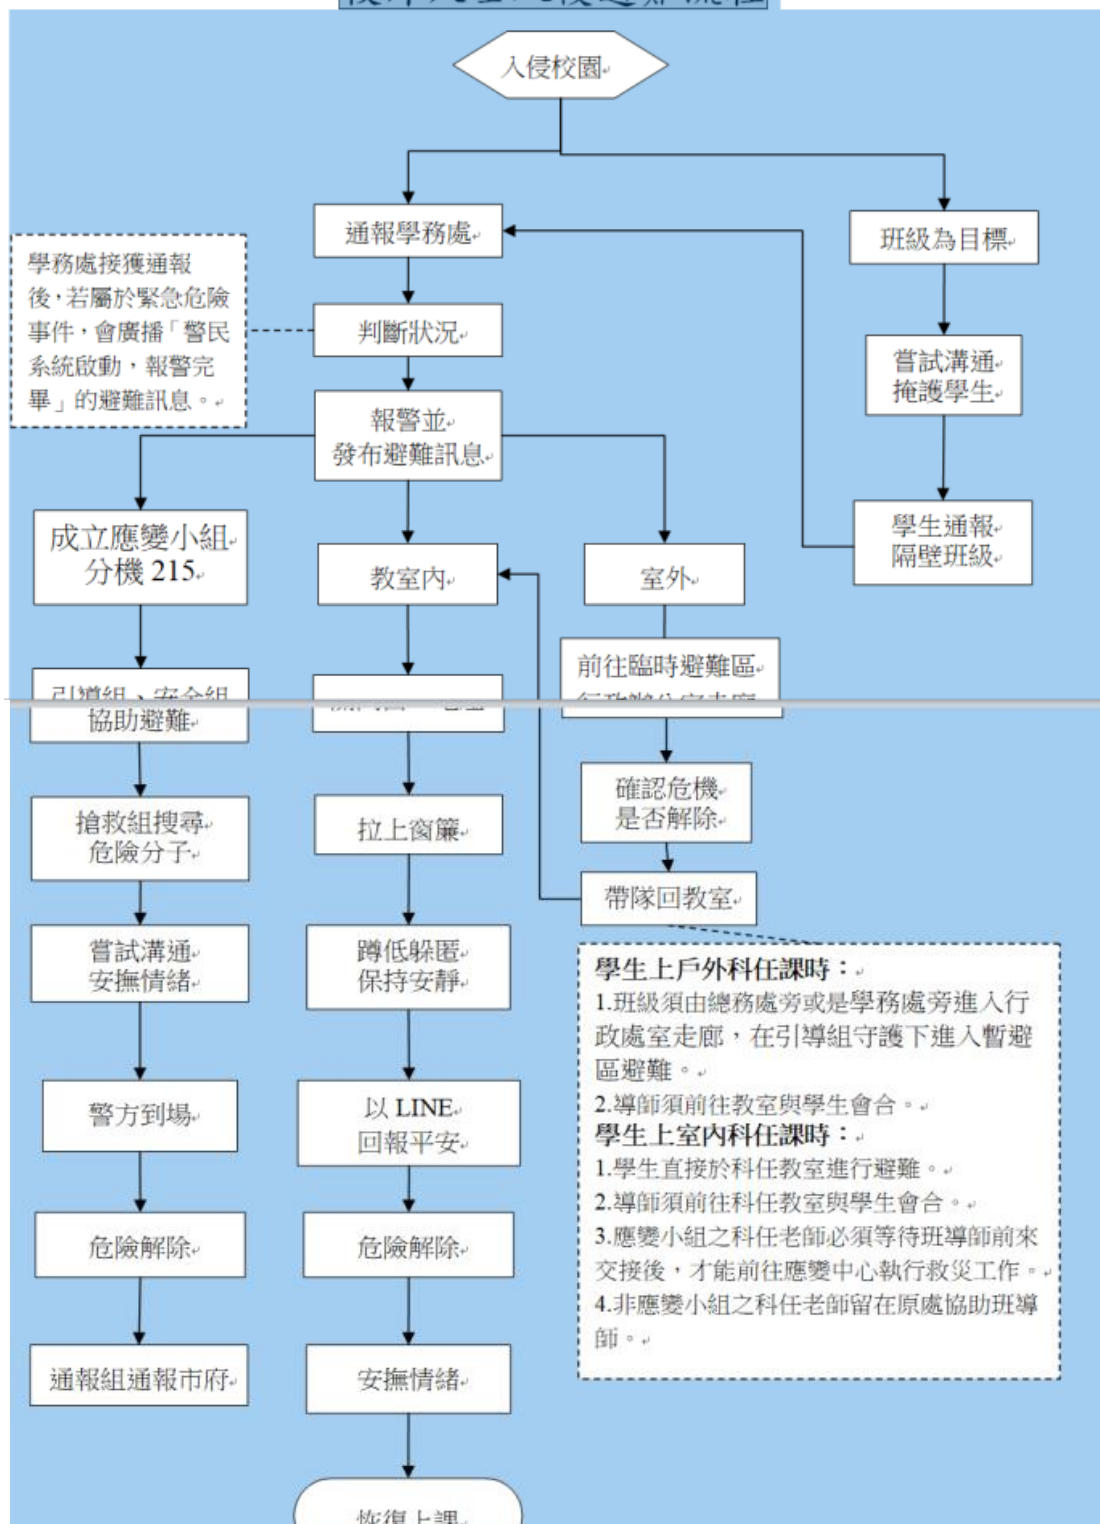 入侵校園
通報學務處
班級為目標
學務處接獲通報
後，若屬於緊急危險
事件，會廣播「警民
系統啟動，報警完
畢」的避難訊息。
判斷狀況
嘗試溝通
掩護學生
報警並
發布避難訊息
學生通報
隔壁班級
成立應變小組
分機 215
教室內
室外
前往臨時避難區
引導組、安全組
協助避難
確認危機
是否解除
搶救組搜尋
危險分子
拉上窗簾
帶隊回教室
嘗試溝通
安撫情緒
蹲低躲匿
保持安靜
學生上戶外科任課時：
1.班級須由總務處旁或是學務處旁進入行
政處室走廊，在引導組守護下進入暫避
區避難。
2.導師須前往教室與學生會合。
學生上室內科任課時：
1.學生直接於科任教室進行避難。
2.導師須前往科任教室與學生會合。
3.應變小組之科任老師必須等待班導師前來
交接後，才能前往應變中心執行救災工作。
4.非應變小組之科任老師留在原處協助班導
師。
警方到場
以 LINE
回報平安
危險解除
危險解除
通報組通報市府
安撫情緒
恢復上課